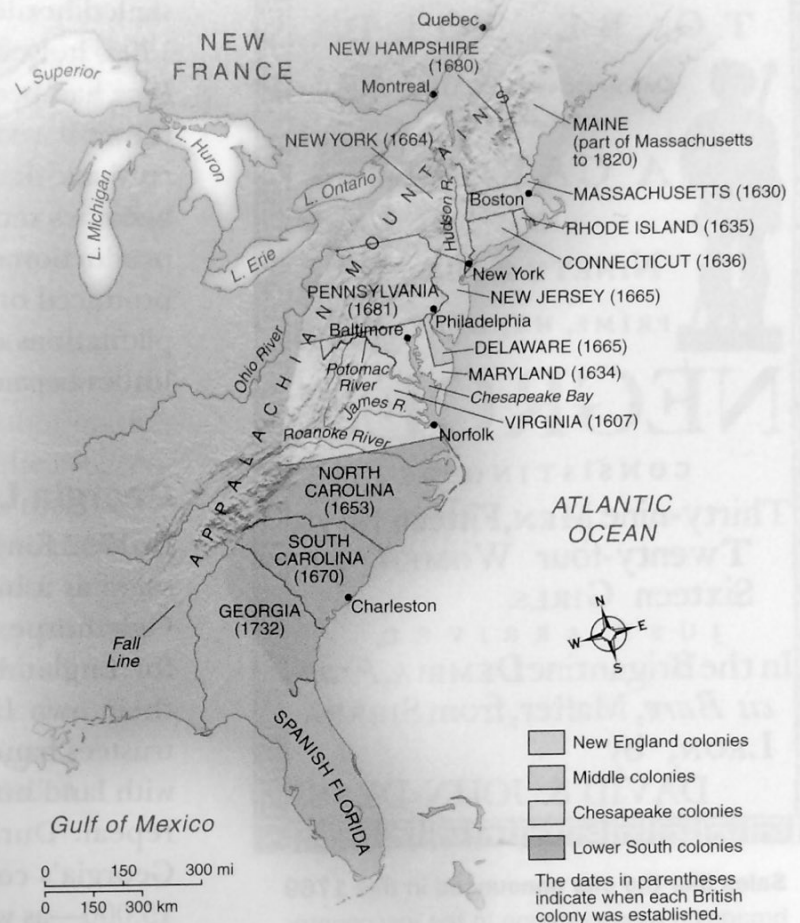 Quebec
NEW
FRANCE
NEW HAMPSHIRE
(1680)
L. Superior
Montreal
MAINE
(part of Massachusetts
to 1820)
NEW YORK (1664)
L. Huron
L. Michigan
L. Ontario
Hudson R.
Boston
MASSACHUSETTS (1630)
RHODE ISLAND (1635)
CONNECTICUT (1636)
L. Erie
New York
NEW JERSEY (1665)
PENNSYLVANIA
(1681)
Philadelphia
Baltimore
DELAWARE (1665)
Ohio River
Potomac
River
MARYLAND (1634)
Chesapeake Bay
James R.
VIRGINIA (1607)
Roanoke River
Norfolk
APPALACHIAN MOUNTAINS
NORTH
CAROLINA
(1653)
ATLANTIC
OCEAN
SOUTH
CAROLINA
(1670)
GEORGIA
(1732)
Charleston
Fall
Line
N
W
E
S
SPANISH FLORIDA
Gulf of Mexico
New England colonies
Middle colonies
Chesapeake colonies
Lower South colonies
0 150 300 mi
0 150 300 km
The dates in parentheses
indicate when each British
colony was established.